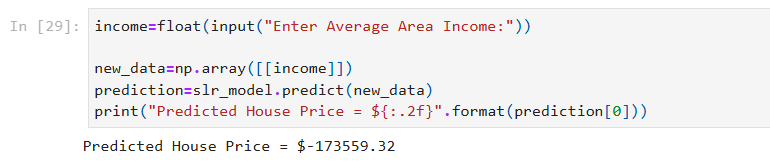 In [29]: income=float(input("Enter Average Area Income:"))
new_data=np.array([[income]])
prediction=slr_model.predict(new_data)
print("Predicted House Price = ${:.2f}".format(prediction[0]))
Predicted House Price = $-173559.32